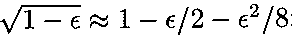 √1 − ϵ ≈ 1 − ϵ/2 − ϵ²/8: